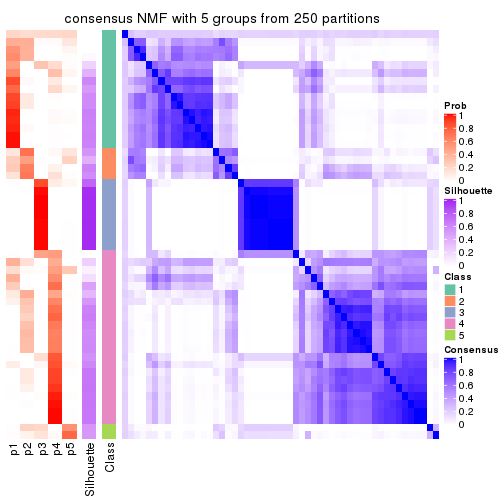 consensus NMF with 5 groups from 250 partitions
p1
p2
p3
p4
p5
Silhouette
Class
Prob
1
0.8
0.6
0.4
0.2
0
Silhouette
1
0.8
0.6
0.4
0.2
0
Class
1
2
3
4
5
Consensus
1
0.8
0.6
0.4
0.2
0